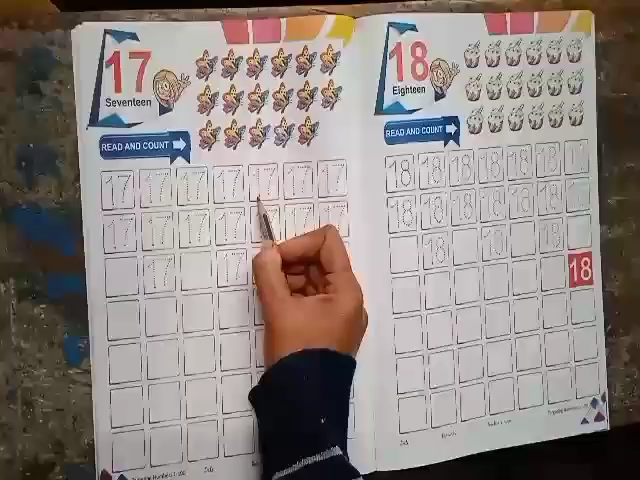 17
Seventeen
READ AND COUNT
17 17 17 17 17 17 17
17 17 17 17 17 17 17
17 17
18
Eighteen
READ AND COUNT
18 18 18 18 18 18
18 18 18 18 18 18
18 18 18
18
Date